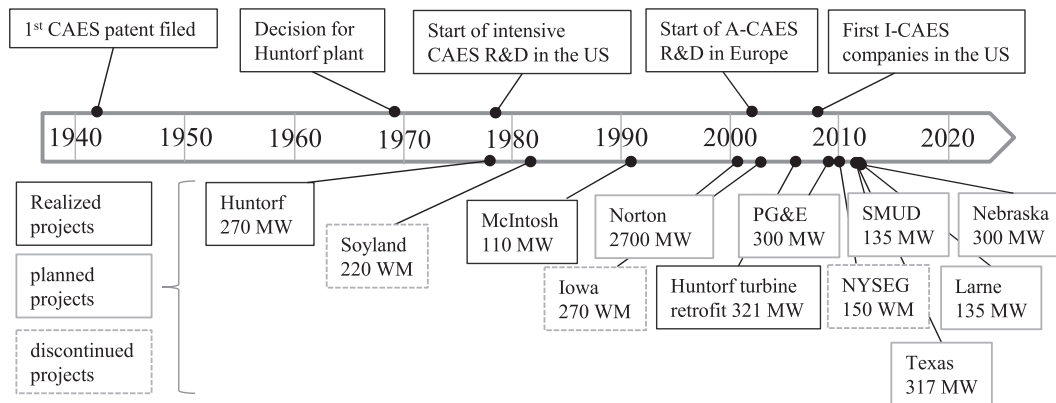 1st CAES patent filed
Decision for
Huntorf plant
Start of intensive
CAES R&D in the US
Start of A-CAES
R&D in Europe
First I-CAES
companies in the US
1940 1950 1960 1970 1980 1990 2000 2010 2020
Realized
projects
planned
projects
discontinued
projects
Huntorf
270 MW
Soyland
220 WM
McIntosh
110 MW
Iowa
270 WM
Norton
2700 MW
Huntorf turbine
retrofit 321 MW
PG&E
300 MW
NYSEG
150 WM
SMUD
135 MW
Texas
317 MW
Larne
135 MW
Nebraska
300 MW